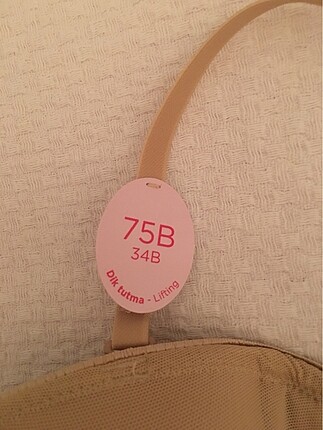 75B
34B
Dik tutma - Lifting